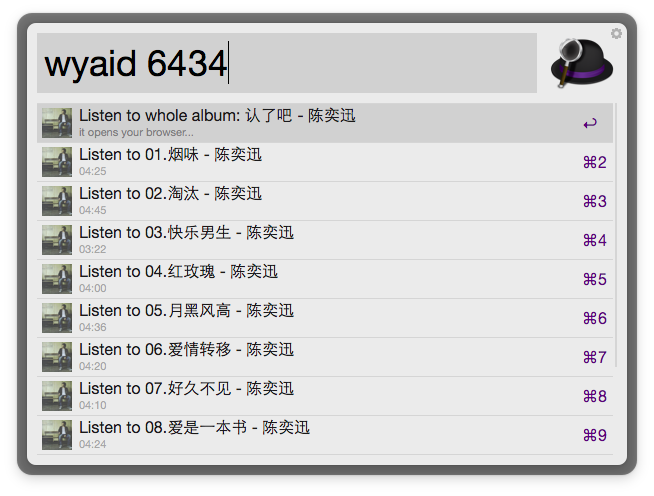 wyaid 6434
Listen to whole album: 认了吧 - 陈奕迅
it opens your browser...
↩
Listen to 01.烟味 - 陈奕迅
04:25
⌘2
Listen to 02.淘汰 - 陈奕迅
04:45
⌘3
Listen to 03.快乐男生 - 陈奕迅
03:22
⌘4
Listen to 04.红玫瑰 - 陈奕迅
04:00
⌘5
Listen to 05.月黑风高 - 陈奕迅
04:36
⌘6
Listen to 06.爱情转移 - 陈奕迅
04:20
⌘7
Listen to 07.好久不见 - 陈奕迅
04:10
⌘8
Listen to 08.爱是一本书 - 陈奕迅
04:24
⌘9